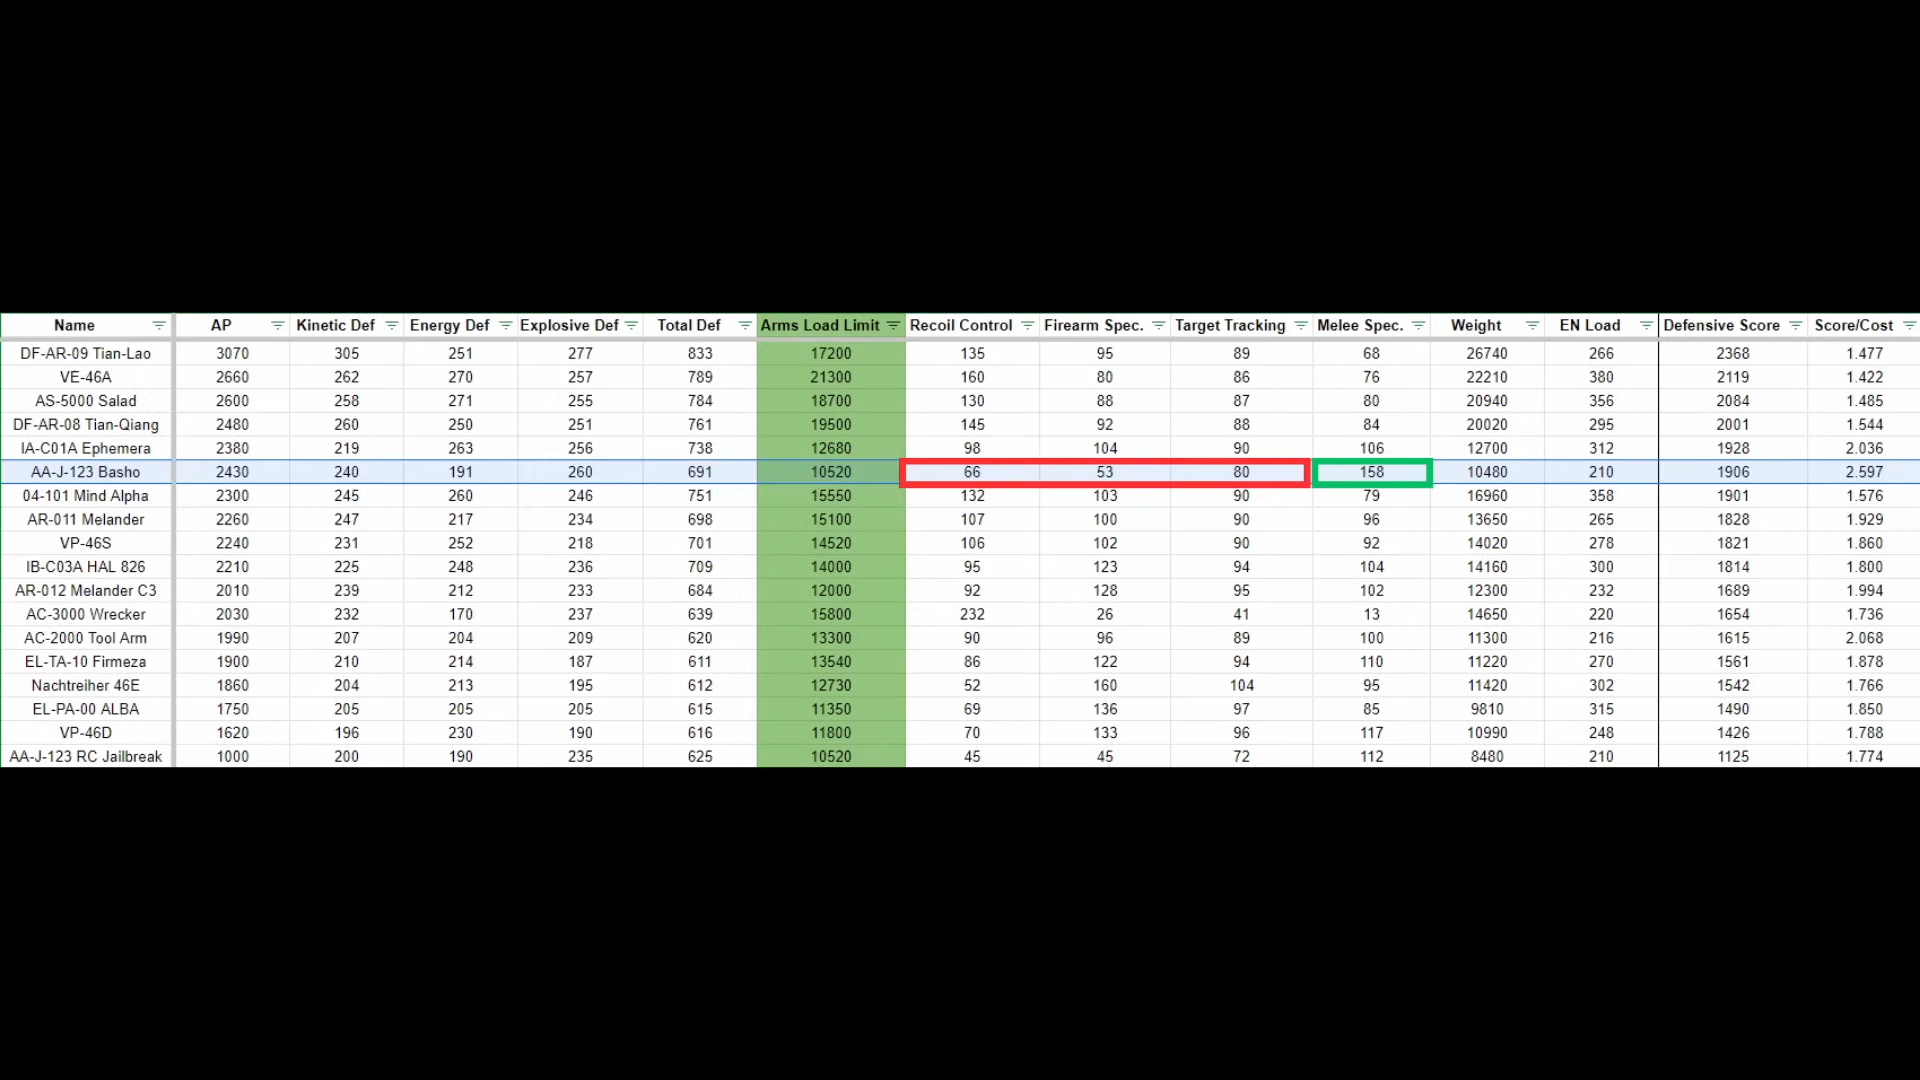 Name AP Kinetic Def Energy Def Explosive Def Total Def Arms Load Limit Recoil Control Firearm Spec. Target Tracking Melee Spec. Weight EN Load Defensive Score Score/Cost
DF-AR-09 Tian-Lao 3070 305 251 277 833 17200 135 95 89 68 26740 266 2368 1.477
VE-46A 2660 262 270 257 789 21300 160 80 86 76 22210 380 2119 1.422
AS-5000 Salad 2600 258 271 255 784 18700 130 88 87 80 20940 356 2084 1.485
DF-AR-08 Tian-Qiang 2480 260 250 251 761 19500 145 92 88 84 20020 295 2001 1.544
IA-C01A Ephemera 2380 219 263 256 738 12680 98 104 90 106 12700 312 1928 2.036
AA-J-123 Basho 2430 240 191 260 691 10520 66 53 80 158 10480 210 1906 2.597
04-101 Mind Alpha 2300 245 260 246 751 15550 132 103 90 79 16960 358 1901 1.576
AR-011 Melander 2260 247 217 234 698 15100 107 100 90 96 13650 265 1828 1.929
VP-46S 2240 231 252 218 701 14520 106 102 90 92 14020 278 1821 1.860
IB-C03A HAL 826 2210 225 248 236 709 14000 95 123 94 104 14160 300 1814 1.800
AR-012 Melander C3 2010 239 212 233 684 12000 92 128 95 102 12300 232 1689 1.994
AC-3000 Wrecker 2030 232 170 237 639 15800 232 26 41 13 14650 220 1654 1.736
AC-2000 Tool Arm 1990 207 204 209 620 13300 90 96 89 100 11300 216 1615 2.068
EL-TA-10 Firmeza 1900 210 214 187 611 13540 86 122 94 110 11220 270 1561 1.878
Nachtreiher 46E 1860 204 213 195 612 12730 52 160 104 95 11420 302 1542 1.766
EL-PA-00 ALBA 1750 205 205 205 615 11350 69 136 97 85 9810 315 1490 1.850
VP-46D 1620 196 230 190 616 11800 70 133 96 117 10990 248 1426 1.788
AA-J-123 RC Jailbreak 1000 200 190 235 625 10520 45 45 72 112 8480 210 1125 1.774